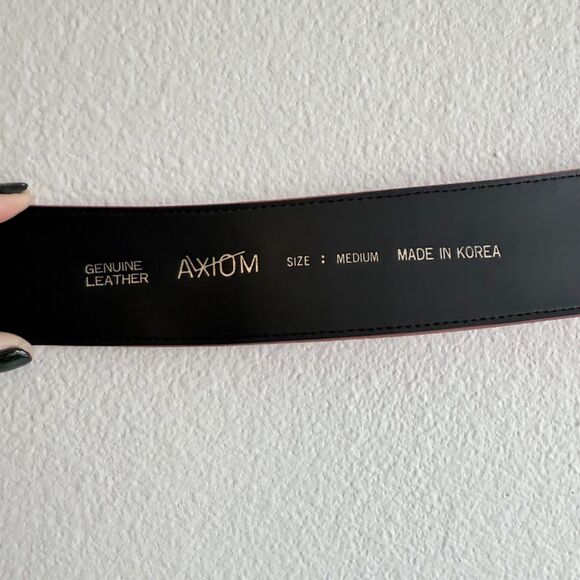 GENUINE
LEATHER
AXIOM
SIZE : MEDIUM
MADE IN KOREA